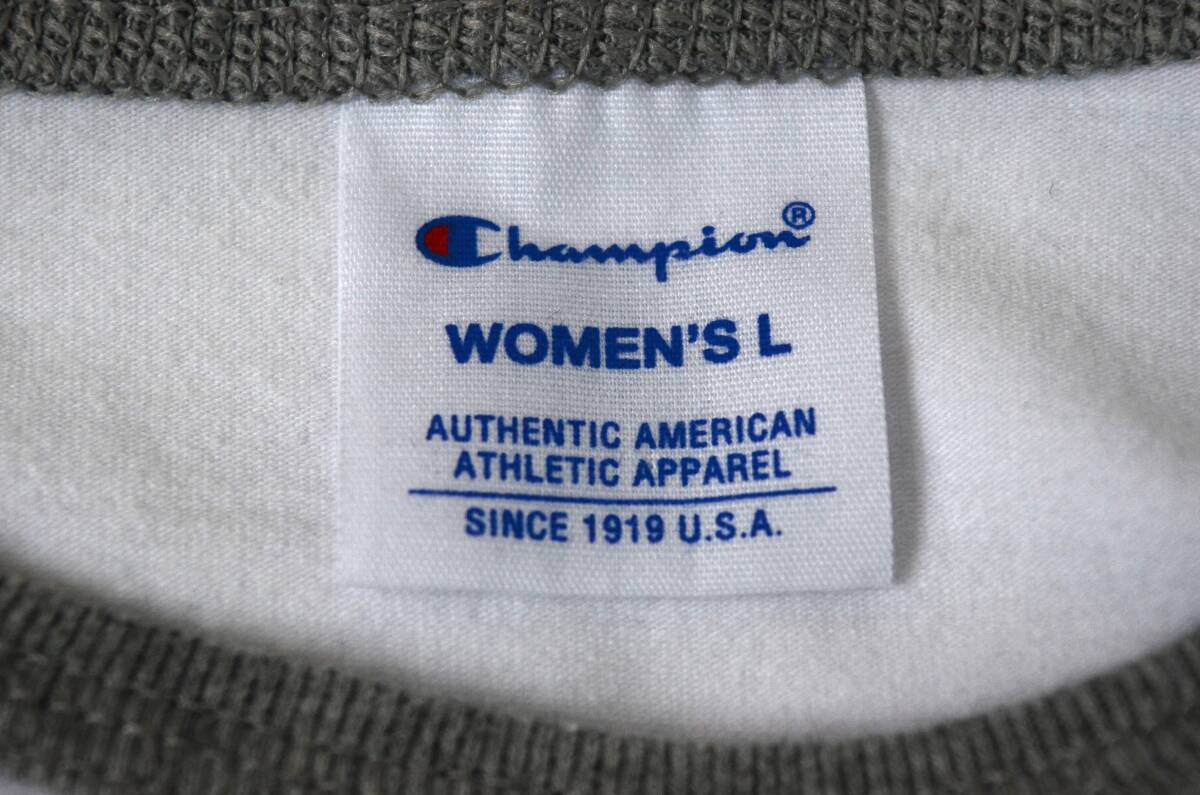 Champion®
WOMEN'S L
AUTHENTIC AMERICAN
ATHLETIC APPAREL
SINCE 1919 U.S.A.